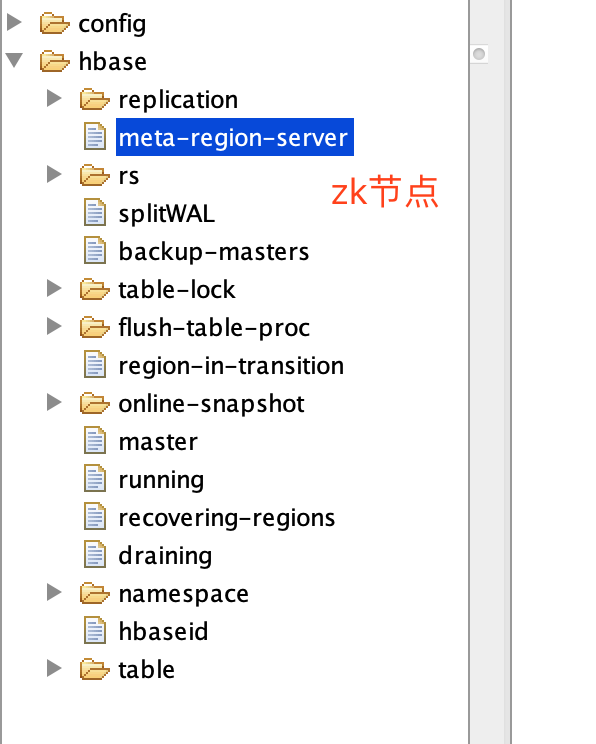 config
hbase
replication
meta-region-server
rs
zk节点
splitWAL
backup-masters
table-lock
flush-table-proc
region-in-transition
online-snapshot
master
running
recovering-regions
draining
namespace
hbaseid
table